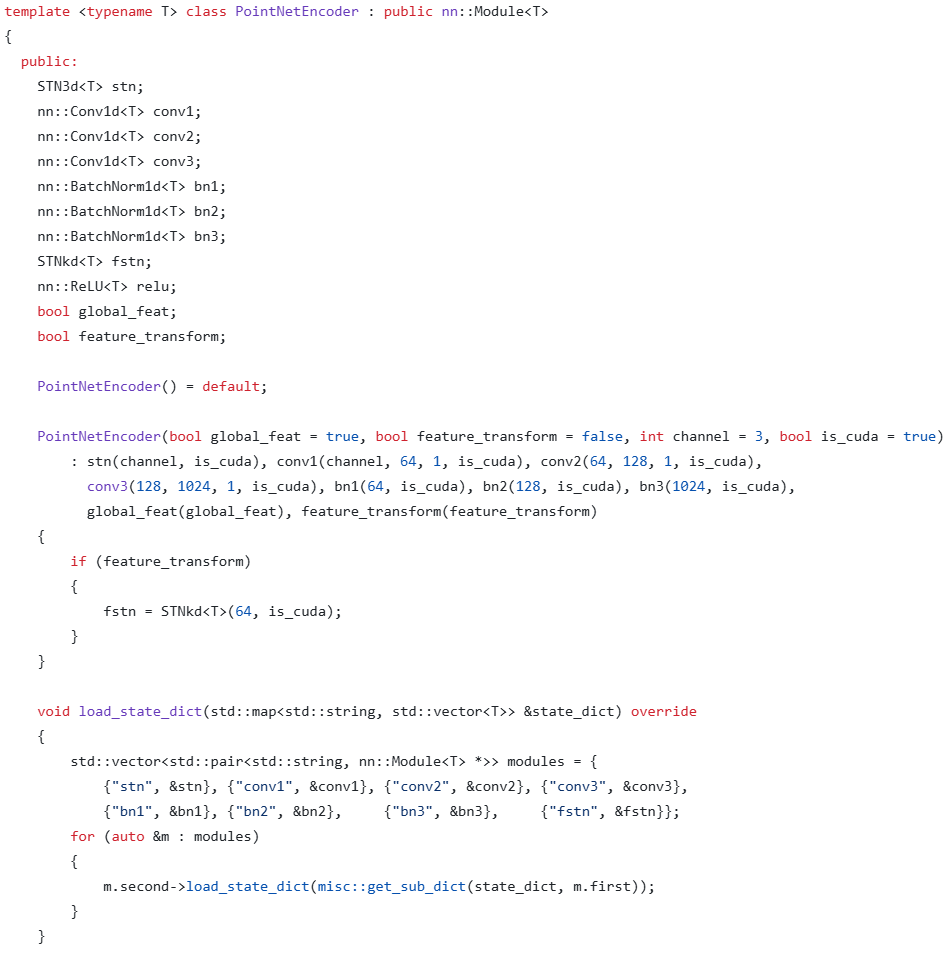 template <typename T> class PointNetEncoder : public nn::Module<T>
{
  public:
    STN3d<T> stn;
    nn::Conv1d<T> conv1;
    nn::Conv1d<T> conv2;
    nn::Conv1d<T> conv3;
    nn::BatchNorm1d<T> bn1;
    nn::BatchNorm1d<T> bn2;
    nn::BatchNorm1d<T> bn3;
    STNkd<T> fstn;
    nn::ReLU<T> relu;
    bool global_feat;
    bool feature_transform;

    PointNetEncoder() = default;

    PointNetEncoder(bool global_feat = true, bool feature_transform = false, int channel = 3, bool is_cuda = true)
        : stn(channel, is_cuda), conv1(channel, 64, 1, is_cuda), conv2(64, 128, 1, is_cuda),
          conv3(128, 1024, 1, is_cuda), bn1(64, is_cuda), bn2(128, is_cuda), bn3(1024, is_cuda),
          global_feat(global_feat), feature_transform(feature_transform)
    {
        if (feature_transform)
        {
            fstn = STNkd<T>(64, is_cuda);
        }
    }

    void load_state_dict(std::map<std::string, std::vector<T>> &state_dict) override
    {
        std::vector<std::pair<std::string, nn::Module<T> *>> modules = {
            {"stn", &stn}, {"conv1", &conv1}, {"conv2", &conv2}, {"conv3", &conv3},
            {"bn1", &bn1}, {"bn2", &bn2},     {"bn3", &bn3},     {"fstn", &fstn}};
        for (auto &m : modules)
        {
            m.second->load_state_dict(misc::get_sub_dict(state_dict, m.first));
        }
    }